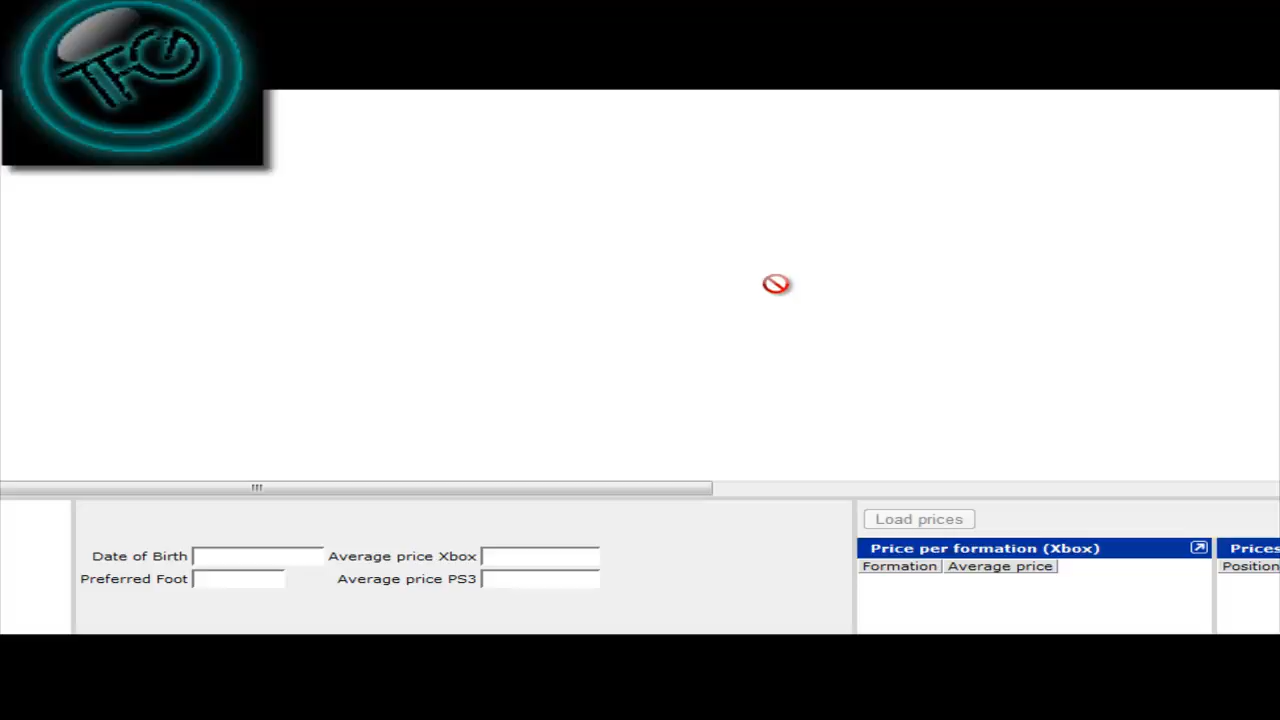 TFG
Load prices
Date of Birth
Average price Xbox
Preferred Foot
Average price PS3
Price per formation (Xbox)
Prices
Formation
Average price
Position